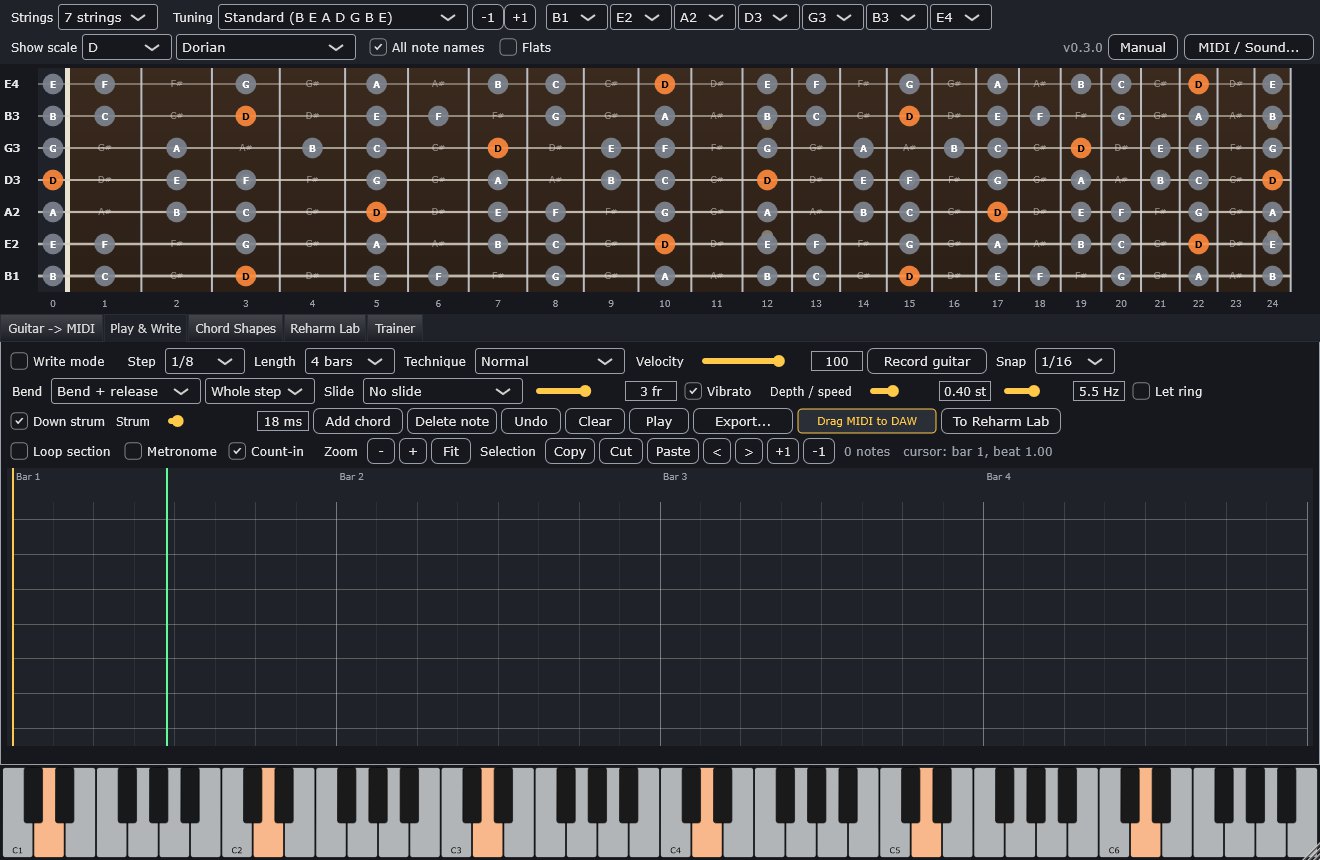 Strings 7 strings Tuning Standard (B E A D G B E) -1 +1 B1 E2 A2 D3 G3 B3 E4
Show scale D Dorian All note names Flats v0.3.0 Manual MIDI / Sound...
E4 E F F# G G# A A# B C C# D D# E F F# G G# A A# B C C# D D# E
B3 B C C# D D# E F F# G G# A A# B C C# D D# E F F# G G# A A# B
G3 G G# A A# B C C# D D# E F F# G G# A A# B C C# D D# E F F# G
D3 D D# E F F# G G# A A# B C C# D D# E F F# G G# A A# B C C# D
A2 A A# B C C# D D# E F F# G G# A A# B C C# D D# E F F# G G# A
E2 E F F# G G# A A# B C C# D D# E F F# G G# A A# B C C# D D# E
B1 B C C# D D# E F F# G G# A A# B C C# D D# E F F# G G# A A# B
0 1 2 3 4 5 6 7 8 9 10 11 12 13 14 15 16 17 18 19 20 21 22 23 24
Guitar -> MIDI Play & Write Chord Shapes Reharm Lab Trainer
Write mode Step 1/8 Length 4 bars Technique Normal Velocity 100 Record guitar Snap 1/16
Bend Bend + release Whole step Slide No slide 3 fr Vibrato Depth / speed 0.40 st 5.5 Hz Let ring
Down strum Strum 18 ms Add chord Delete note Undo Clear Play Export... Drag MIDI to DAW To Reharm Lab
Loop section Metronome Count-in Zoom - + Fit Selection Copy Cut Paste < > +1 -1 0 notes cursor: bar 1, beat 1.00
Bar 1 Bar 2 Bar 3 Bar 4
C1 C2 C3 C4 C5 C6